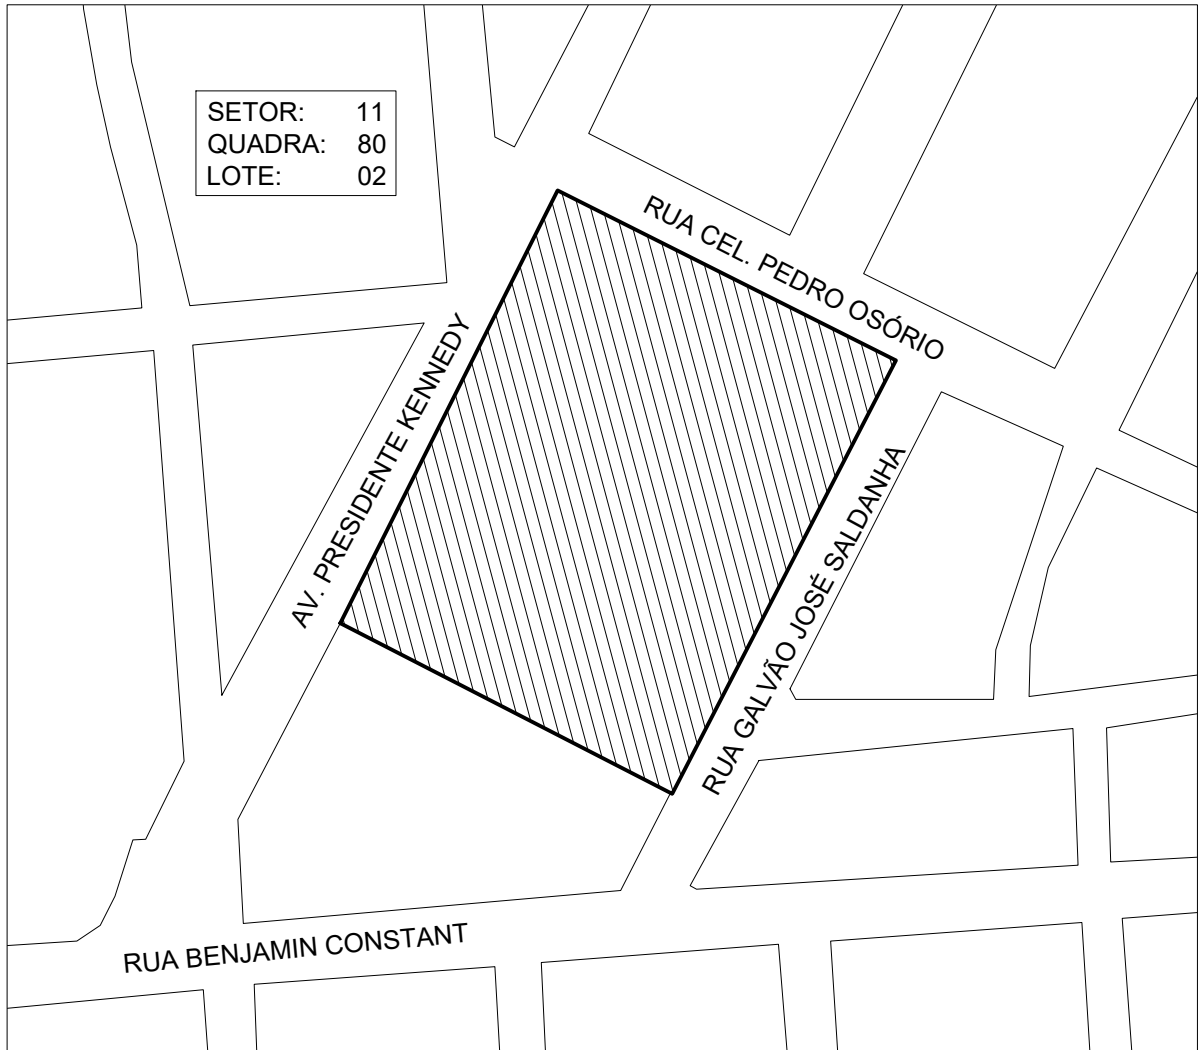 SETOR: 11
QUADRA: 80
LOTE: 02
RUA CEL. PEDRO OSÓRIO
AV. PRESIDENTE KENNEDY
RUA GALVÃO JOSÉ SALDANHA
RUA BENJAMIN CONSTANT